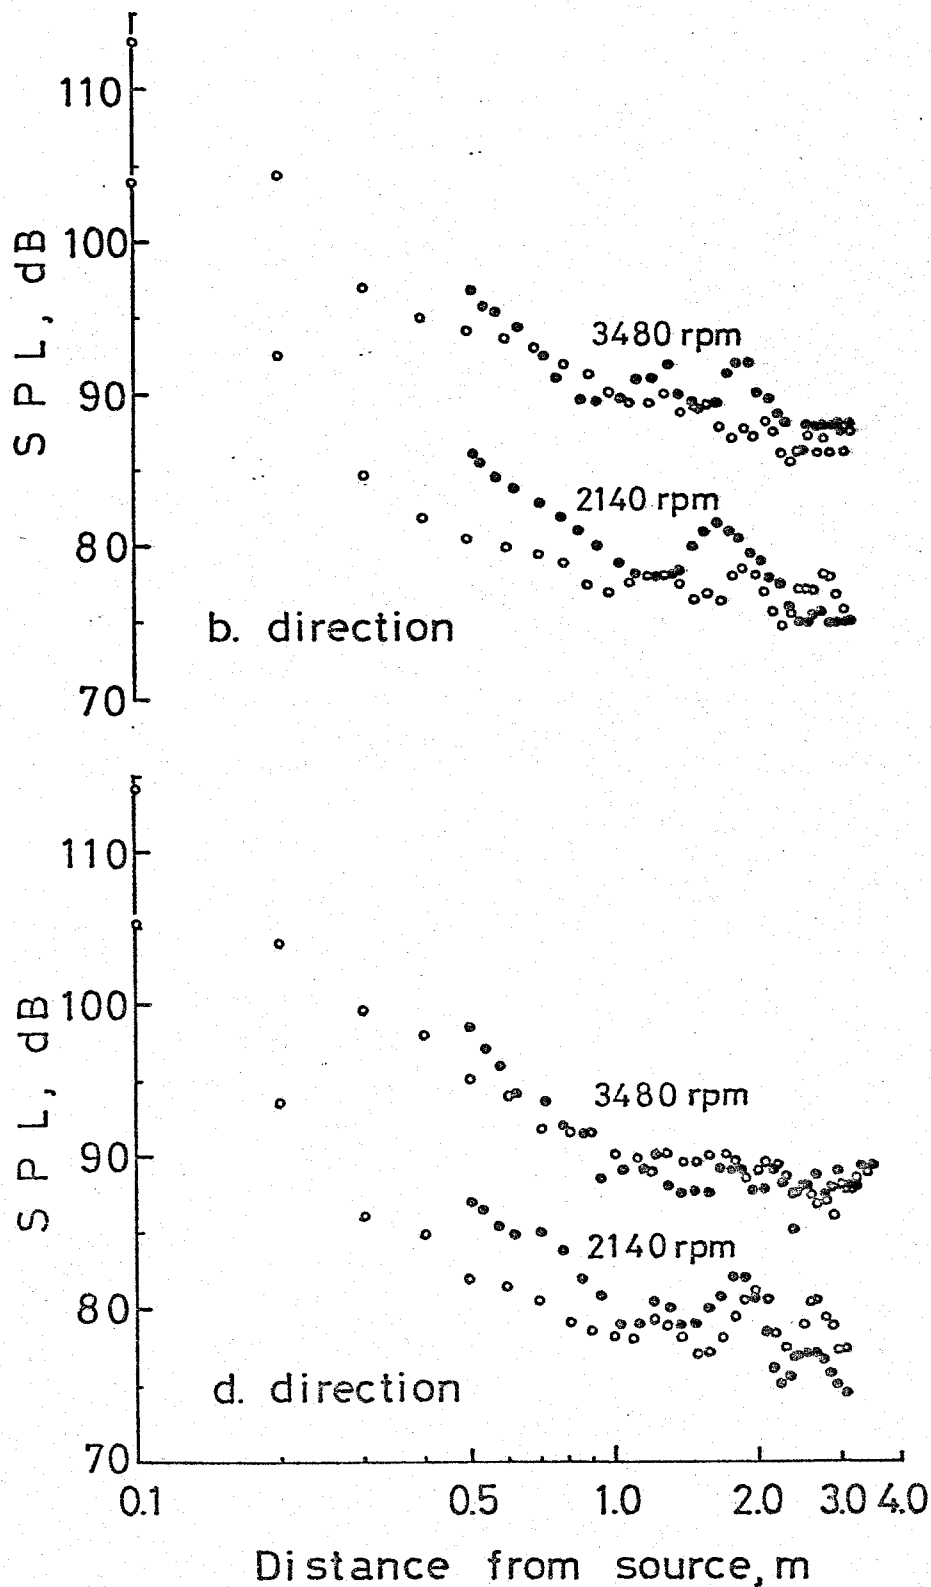 110
100
90
80
70
SPL, dB
3480 rpm
2140 rpm
b. direction
110
100
90
80
70
SPL, dB
3480 rpm
2140 rpm
d. direction
0.1 0.5 1.0 2.0 3.0 4.0
Distance from source, m